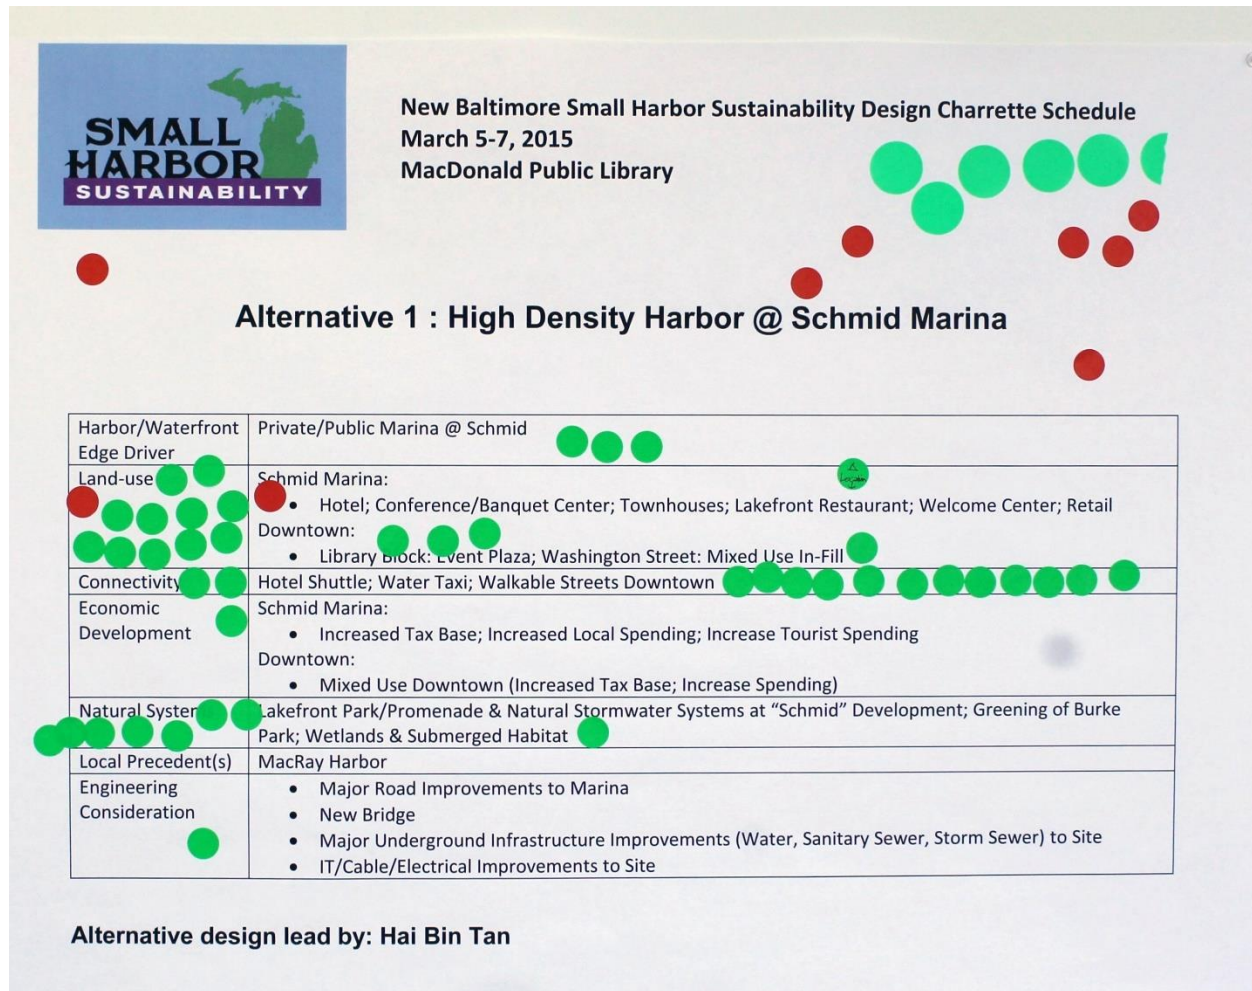 SMALL
HARBOR
SUSTAINABILITY
New Baltimore Small Harbor Sustainability Design Charrette Schedule
March 5-7, 2015
MacDonald Public Library
Alternative 1 : High Density Harbor @ Schmid Marina
Harbor/Waterfront
Edge Driver
Private/Public Marina @ Schmid
Land-use
Schmid Marina:
• Hotel; Conference/Banquet Center; Townhouses; Lakefront Restaurant; Welcome Center; Retail
Downtown:
• Library Block: Event Plaza; Washington Street: Mixed Use In-Fill
Connectivity
Hotel Shuttle; Water Taxi; Walkable Streets Downtown
Economic
Development
Schmid Marina:
• Increased Tax Base; Increased Local Spending; Increase Tourist Spending
Downtown:
• Mixed Use Downtown (Increased Tax Base; Increase Spending)
Natural Systems
Lakefront Park/Promenade & Natural Stormwater Systems at “Schmid” Development; Greening of Burke
Park; Wetlands & Submerged Habitat
Local Precedent(s)
MacRay Harbor
Engineering
Consideration
• Major Road Improvements to Marina
• New Bridge
• Major Underground Infrastructure Improvements (Water, Sanitary Sewer, Storm Sewer) to Site
• IT/Cable/Electrical Improvements to Site
Alternative design lead by: Hai Bin Tan